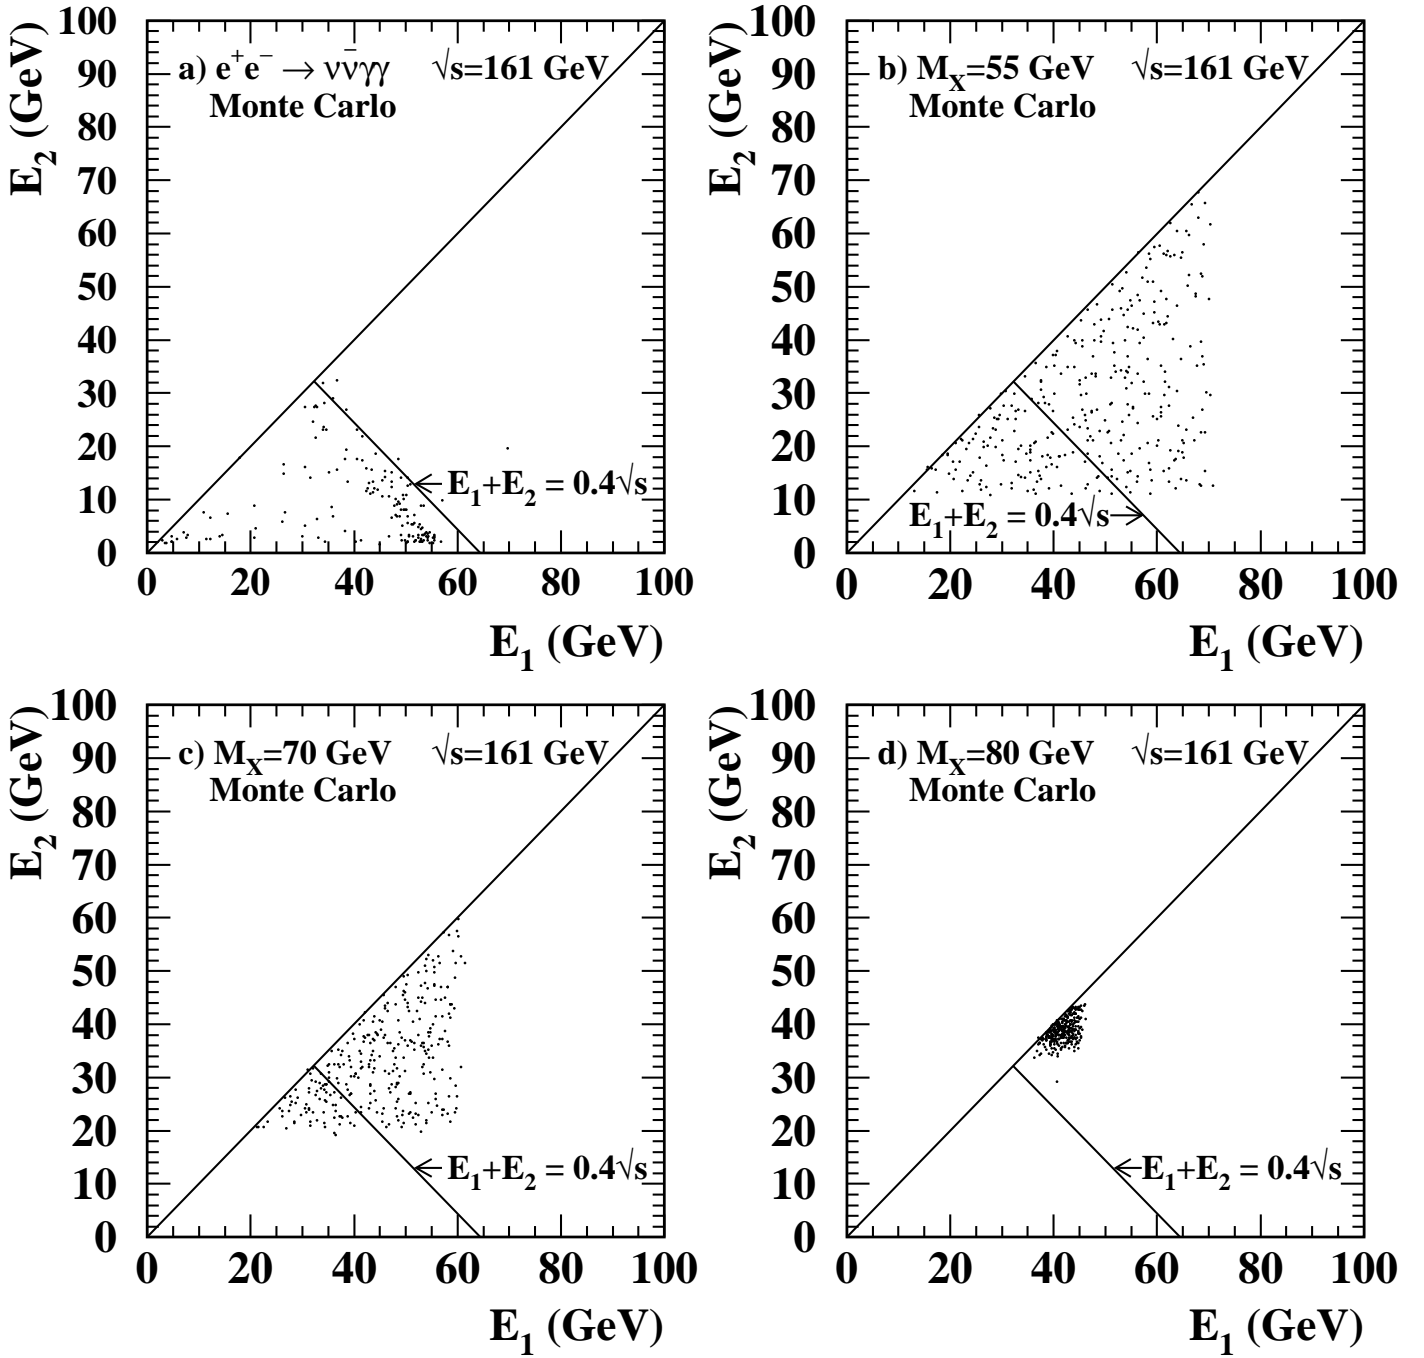 a) e⁺e⁻ → νν̄γγ √s=161 GeV
Monte Carlo
E₂ (GeV)
100
90
80
70
60
50
40
30
20
10
0
E₁+E₂ = 0.4√s
0 20 40 60 80 100
E₁ (GeV)
b) Mₓ=55 GeV √s=161 GeV
Monte Carlo
E₂ (GeV)
100
90
80
70
60
50
40
30
20
10
0
E₁+E₂ = 0.4√s
0 20 40 60 80 100
E₁ (GeV)
c) Mₓ=70 GeV √s=161 GeV
Monte Carlo
E₂ (GeV)
100
90
80
70
60
50
40
30
20
10
0
E₁+E₂ = 0.4√s
0 20 40 60 80 100
E₁ (GeV)
d) Mₓ=80 GeV √s=161 GeV
Monte Carlo
E₂ (GeV)
100
90
80
70
60
50
40
30
20
10
0
E₁+E₂ = 0.4√s
0 20 40 60 80 100
E₁ (GeV)